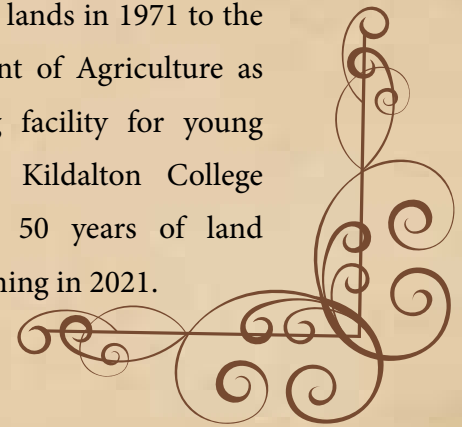 lands in 1971 to the
nt of Agriculture as
g facility for young
Kildalton College
50 years of land
ning in 2021.